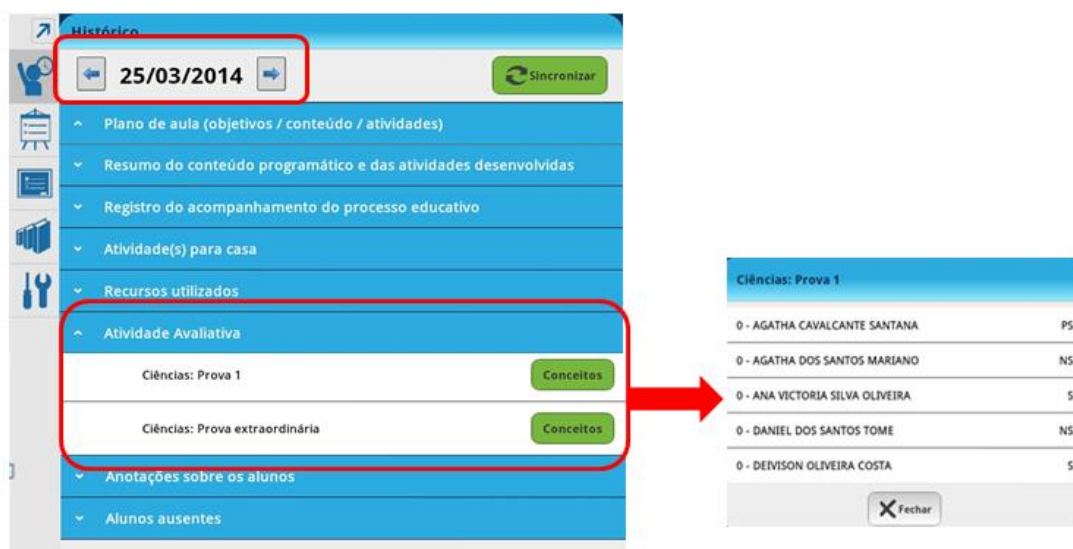 Histórico
25/03/2014
Sincronizar
Plano de aula (objetivos / conteúdo / atividades)
Resumo do conteúdo programático e das atividades desenvolvidas
Registro do acompanhamento do processo educativo
Atividade(s) para casa
Recursos utilizados
Atividade Avaliativa
Ciências: Prova 1 Conceitos
Ciências: Prova extraordinária Conceitos
Anotações sobre os alunos
Alunos ausentes
Ciências: Prova 1
0 - AGATHA CAVALCANTE SANTANA PS
0 - AGATHA DOS SANTOS MARIANO NS
0 - ANA VICTORIA SILVA OLIVEIRA S
0 - DANIEL DOS SANTOS TOME NS
0 - DEIVISON OLIVEIRA COSTA S
Fechar